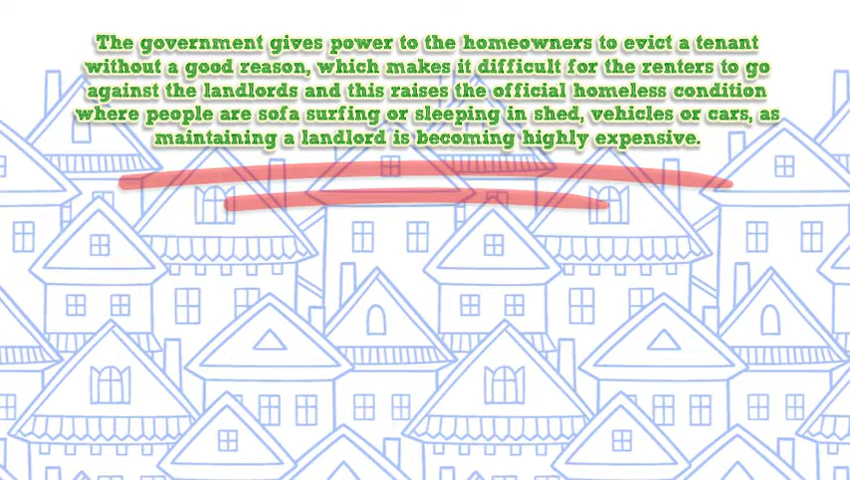 The government gives power to the homeowners to evict a tenant
without a good reason, which makes it difficult for the renters to go
against the landlords and this raises the official homeless condition
where people are sofa surfing or sleeping in shed, vehicles or cars, as
maintaining a landlord is becoming highly expensive.